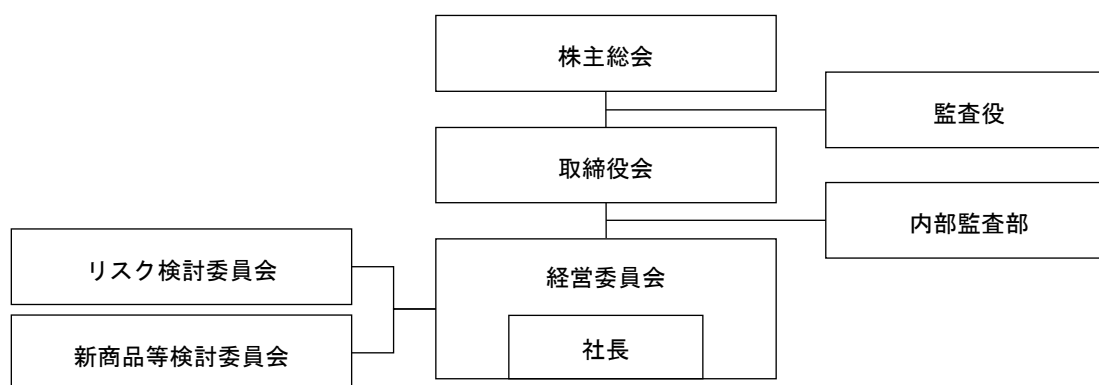 株主総会
監査役
取締役会
内部監査部
リスク検討委員会
経営委員会
新商品等検討委員会
社長